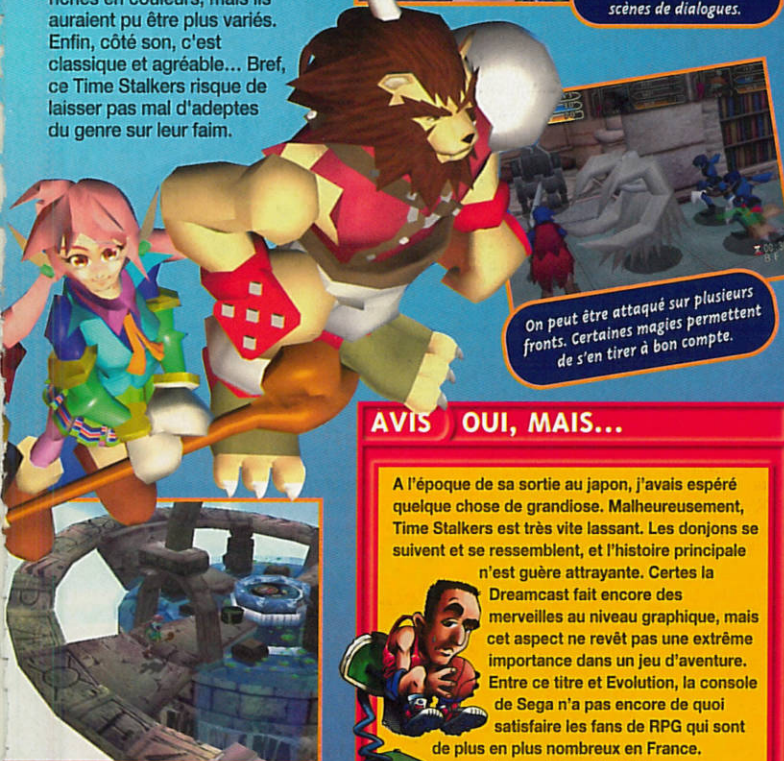 riches en couleurs, mais ils
auraient pu être plus variés.
Enfin, côté son, c'est
classique et agréable... Bref,
ce Time Stalkers risque de
laisser pas mal d'adeptes
du genre sur leur faim.
scènes de dialogues.
On peut être attaqué sur plusieurs
fronts. Certaines magies permettent
de s'en tirer à bon compte.
AVIS OUI, MAIS...
A l'époque de sa sortie au japon, j'avais espéré
quelque chose de grandiose. Malheureusement,
Time Stalkers est très vite lassant. Les donjons se
suivent et se ressemblent, et l'histoire principale
n'est guère attrayante. Certes la
Dreamcast fait encore des
merveilles au niveau graphique, mais
cet aspect ne revêt pas une extrême
importance dans un jeu d'aventure.
Entre ce titre et Evolution, la console
de Sega n'a pas encore de quoi
satisfaire les fans de RPG qui sont
de plus en plus nombreux en France.